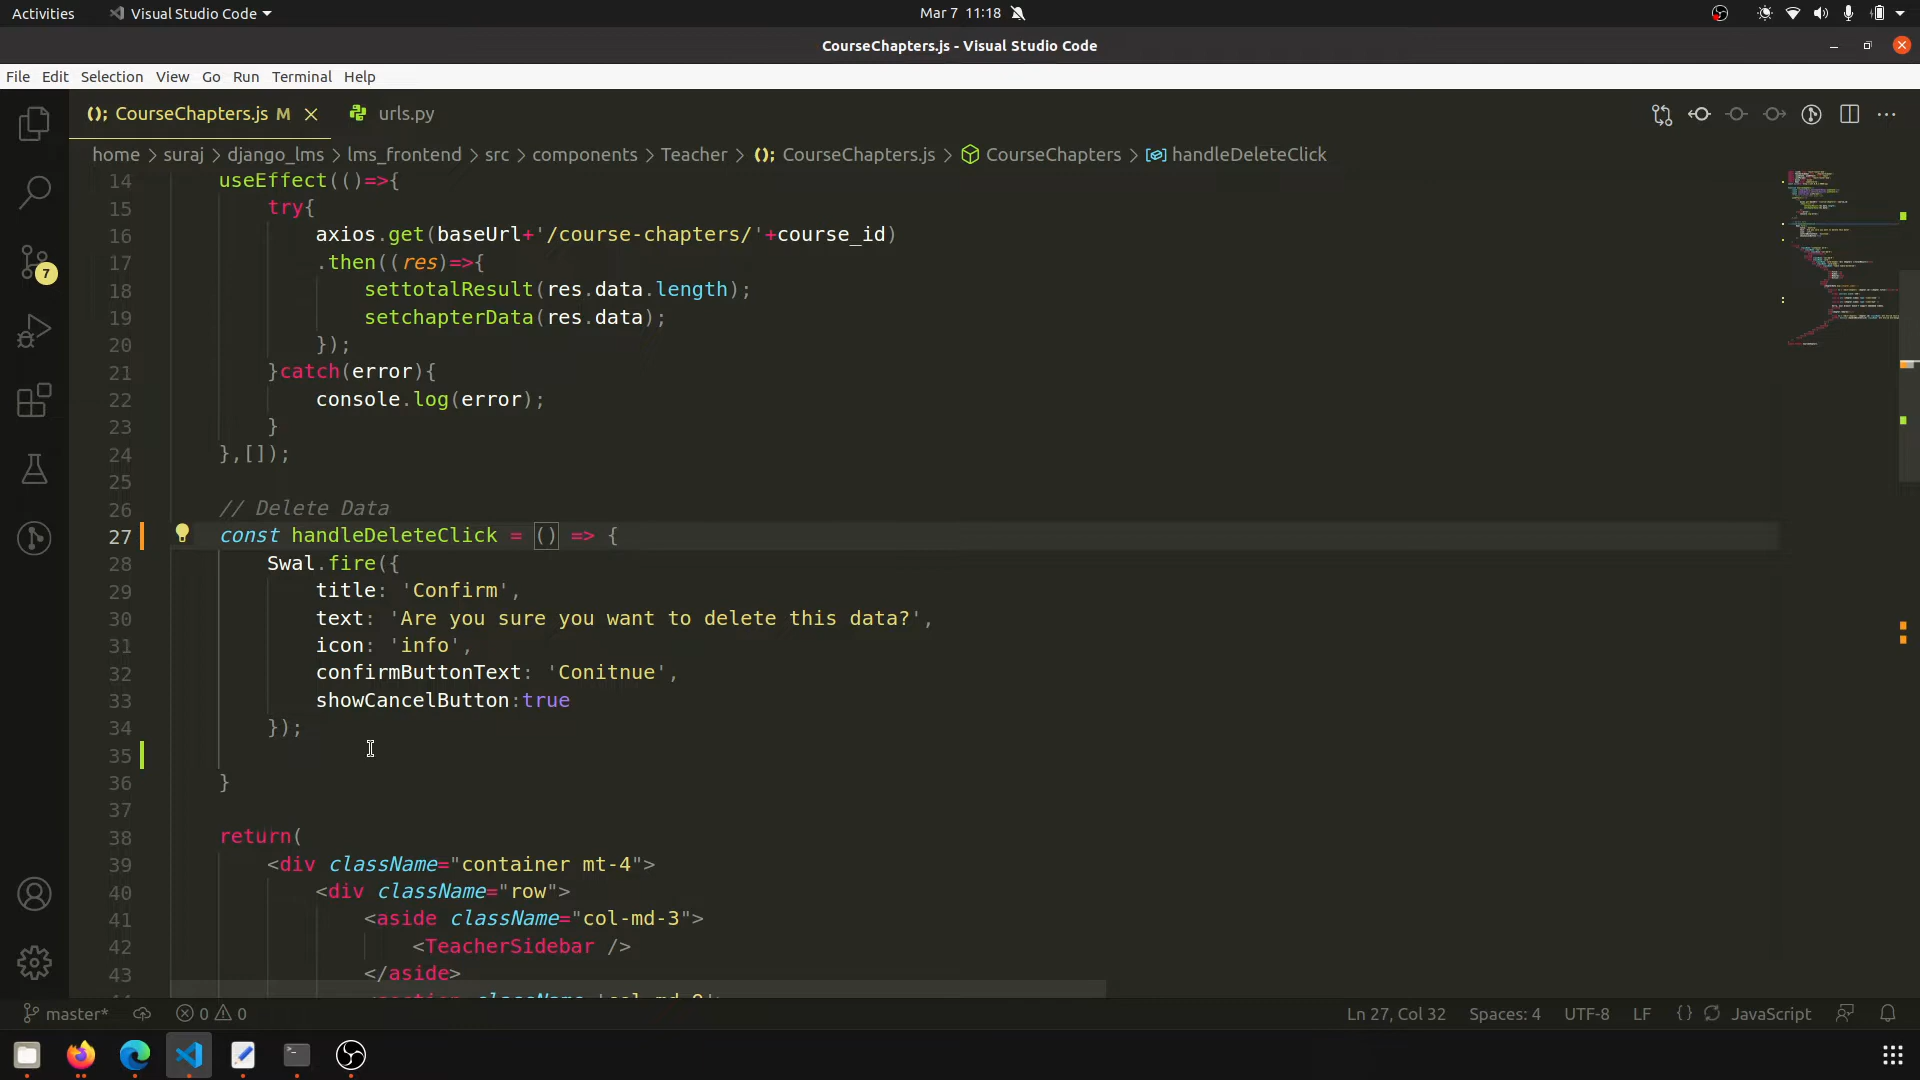 Activities Visual Studio Code Mar 7 11:18
CourseChapters.js - Visual Studio Code
File Edit Selection View Go Run Terminal Help
(); CourseChapters.js M urls.py
home > suraj > django_lms > lms_frontend > src > components > Teacher > (); CourseChapters.js > CourseChapters > handleDeleteClick
14 useEffect(()=>{
15 try{
16 axios.get(baseUrl+'/course-chapters/'+course_id)
17 .then((res)=>{
18 settotalResult(res.data.length);
19 setchapterData(res.data);
20 });
21 }catch(error){
22 console.log(error);
23 }
24 },[]);
25
26 // Delete Data
27 const handleDeleteClick = () => {
28 Swal.fire({
29 title: 'Confirm',
30 text: 'Are you sure you want to delete this data?',
31 icon: 'info',
32 confirmButtonText: 'Conitnue',
33 showCancelButton:true
34 });
35
36 }
37
38 return(
39 <div className="container mt-4">
40 <div className="row">
41 <aside className="col-md-3">
42 <TeacherSidebar />
43 </aside>
7
master* 0 0 Ln 27, Col 32 Spaces: 4 UTF-8 LF {} JavaScript